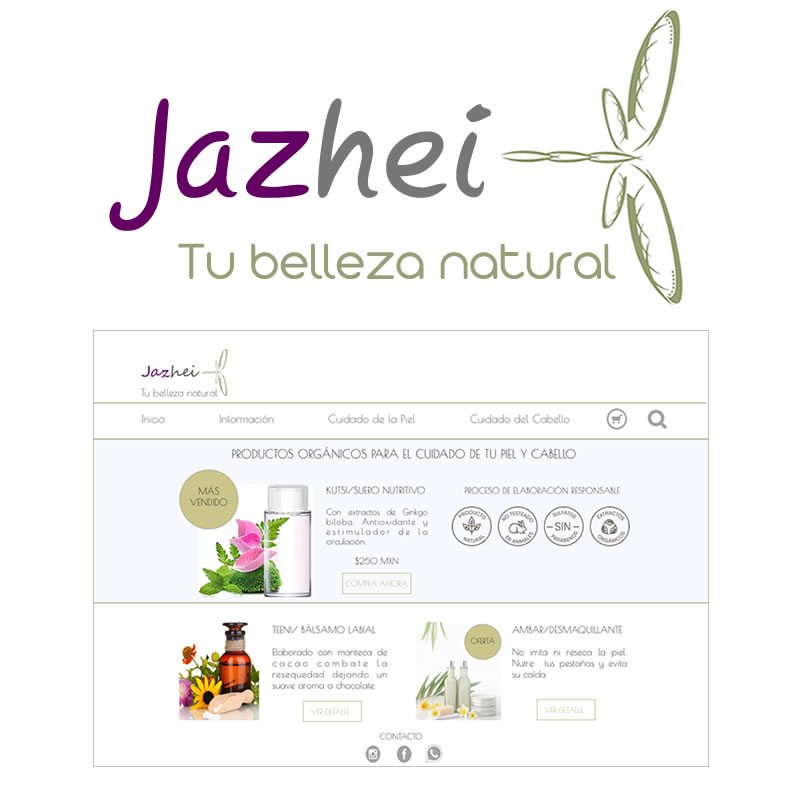 Jazhei
Tu belleza natural
Jazhei
Tu belleza natural
Inicio
Información
Cuidado de la Piel
Cuidado del Cabello
PRODUCTOS ORGÁNICOS PARA EL CUIDADO DE TU PIEL Y CABELLO
MÁS
VENDIDO
KUTSI/SUERO NUTRITIVO
Con extractos de Ginkgo
biloba. Antioxidante y
estimulador de la
circulación.
$250 MXN
COMPRA AHORA
PROCESO DE ELABORACIÓN RESPONSABLE
PRODUCTO
NATURAL
NO TESTEADO
EN ANIMALES
SULFATOS
-SIN-
PARABENOS
EXTRACTOS
ORGÁNICOS
TEENI/ BÁLSAMO LABIAL
Elaborado con manteca de
cacao combate la
resequedad dejando un
suave aroma a chocolate
VER DETALLE
OFERTA
AMBAR/DESMAQUILLANTE
No irrita ni reseca la piel.
Nutre tus pestañas y evita
su caída.
VER DETALLE
CONTACTO